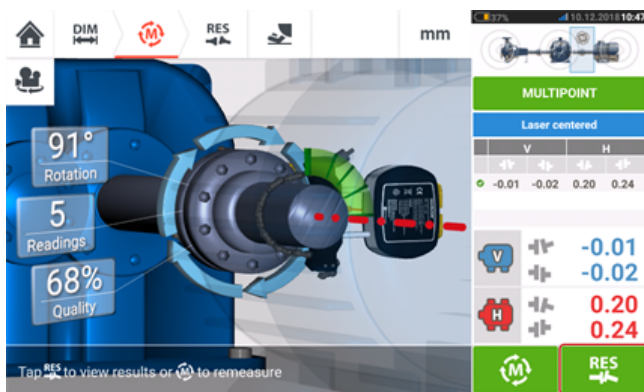 37% 10.12.2018 10:47
DIM
M
RES
mm
MULTIPOINT
Laser centered
V H
-0.01 -0.02 0.20 0.24
91°
Rotation
5
Readings
68%
Quality
V
-0.01
-0.02
H
0.20
0.24
Tap RES to view results or M to remeasure
M
RES